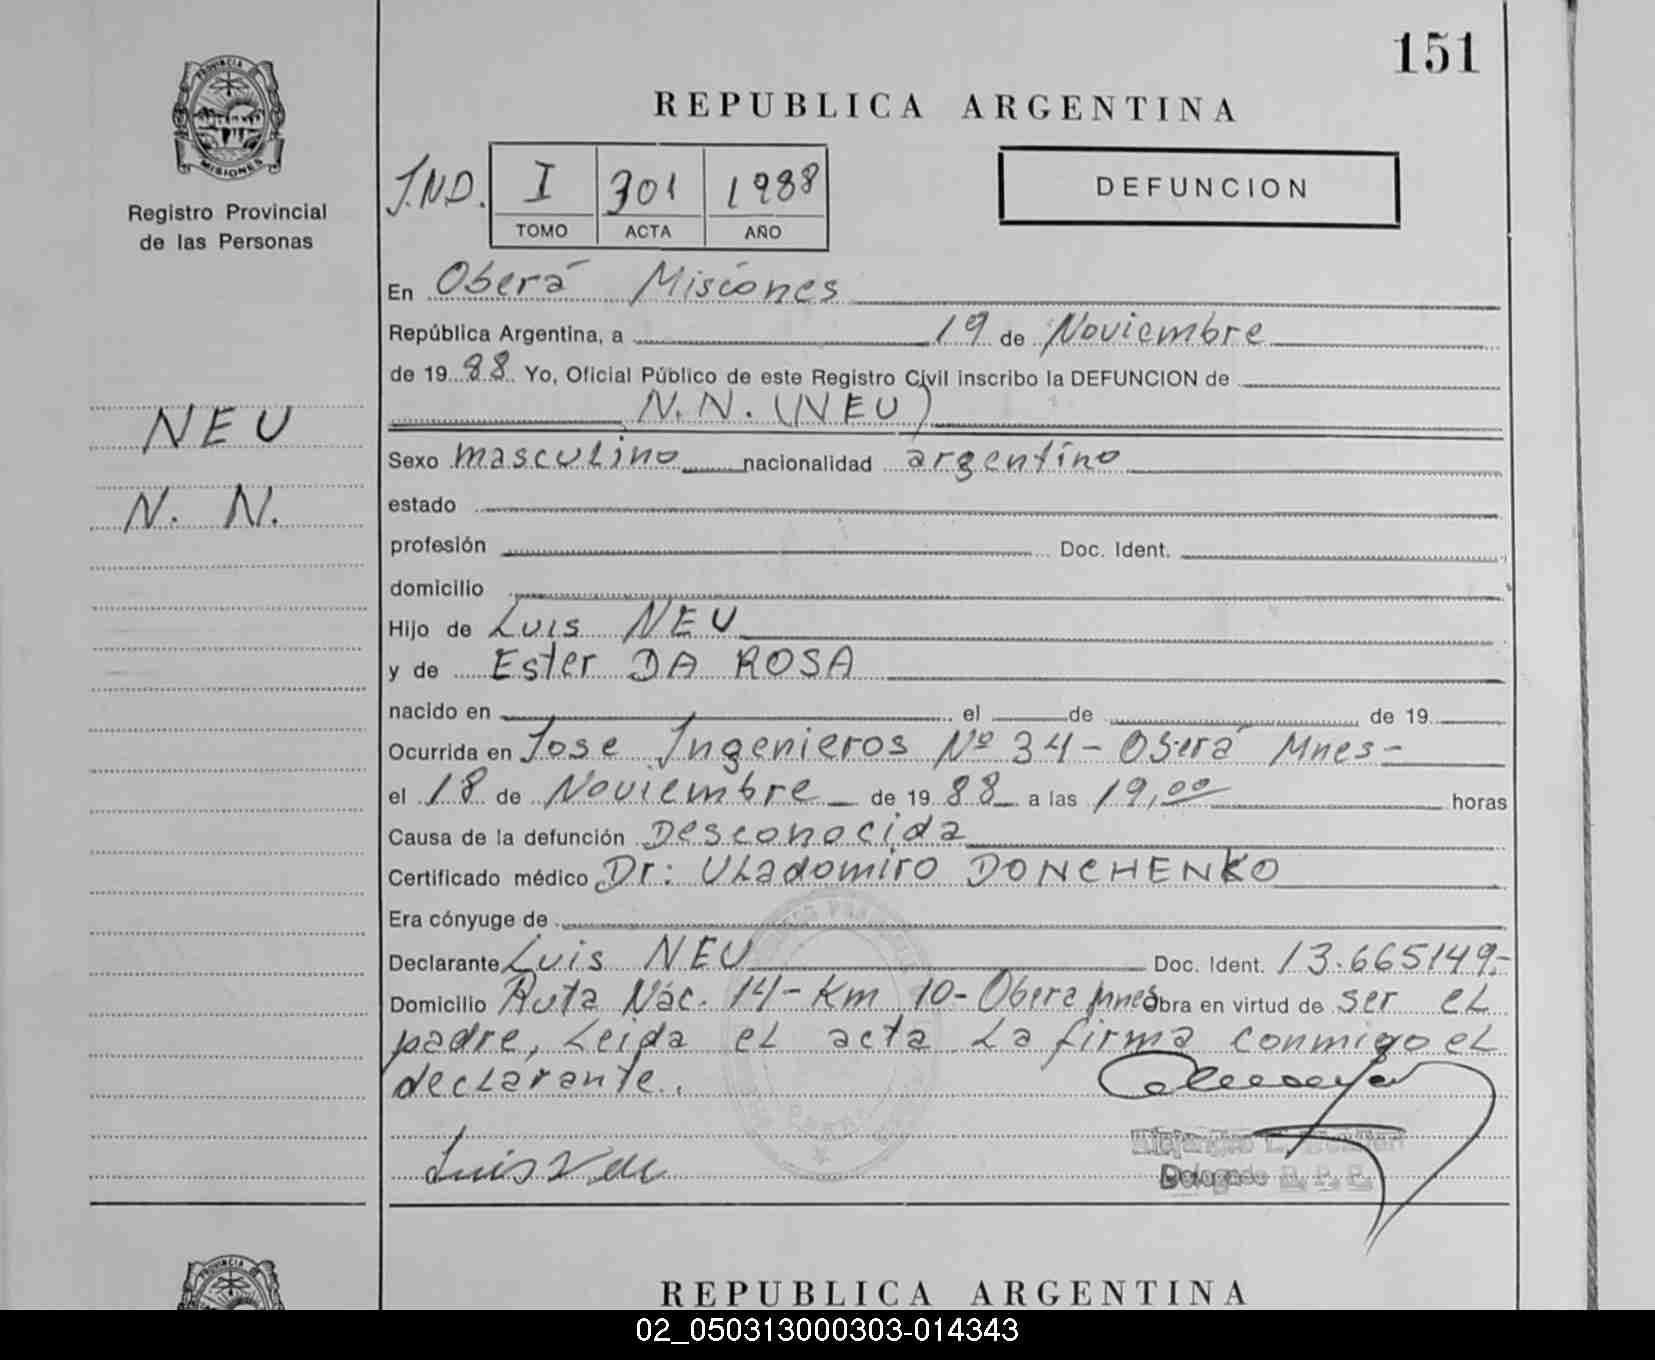 151
REPUBLICA ARGENTINA
PROVINCIA
MISIONES
Registro Provincial
de las Personas
J.ND. I 301 1988
TOMO ACTA AÑO
DEFUNCION
En Oberá Misiones
República Argentina, a 19 de Noviembre
de 19 88 Yo, Oficial Público de este Registro Civil inscribo la DEFUNCION de
N.N. (NEU)
NEU
N. N.
Sexo masculino nacionalidad argentino
estado
profesión Doc. Ident.
domicilio
Hijo de Luis NEU
y de Ester DA ROSA
nacido en el de de 19
Ocurrida en Jose Ingenieros Nº 34 - Oberá Mnes-
el 18 de Noviembre de 19 88 a las 19,00 horas
Causa de la defunción Desconocida
Certificado médico Dr: Vladomiro DONCHENKO
Era cónyuge de
Declarante Luis NEU Doc. Ident. 13.665149.-
Domicilio Ruta Nac. 14 - Km 10 - Obera Mnes Obra en virtud de ser el
padre, Leida el acta la firma conmigo el
declarante.
Luis Neu
Delegado R. P. P.
PROVINCIA
REPUBLICA ARGENTINA
02_050313000303-014343